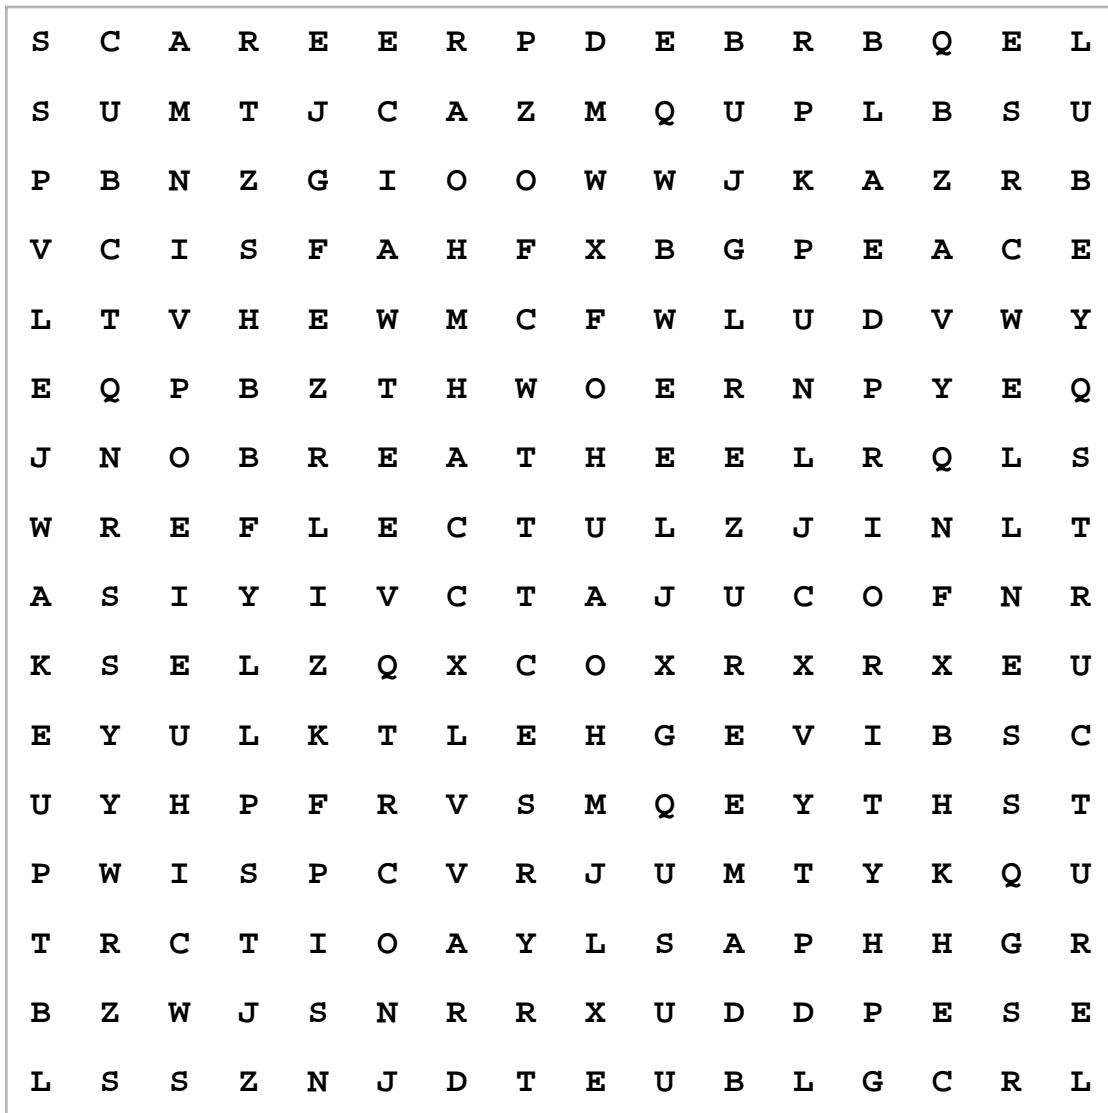 S C A R E E R P D E B R B Q E L
S U M T J C A Z M Q U P L B S U
P B N Z G I O O W W J K A Z R B
V C I S F A H F X B G P E A C E
L T V H E W M C F W L U D V W Y
E Q P B Z T H W O E R N P Y E Q
J N O B R E A T H E E L R Q L S
W R E F L E C T U L Z J I N L T
A S I Y I V C T A J U C O F N R
K S E L Z Q X C O X R X R X E U
E Y U L K T L E H G E V I B S C
U Y H P F R V S M Q E Y T H S T
P W I S P C V R J U M T Y K Q U
T R C T I O A Y L S A P H H G R
B Z W J S N R R X U D D P E S E
L S S Z N J D T E U B L G C R L